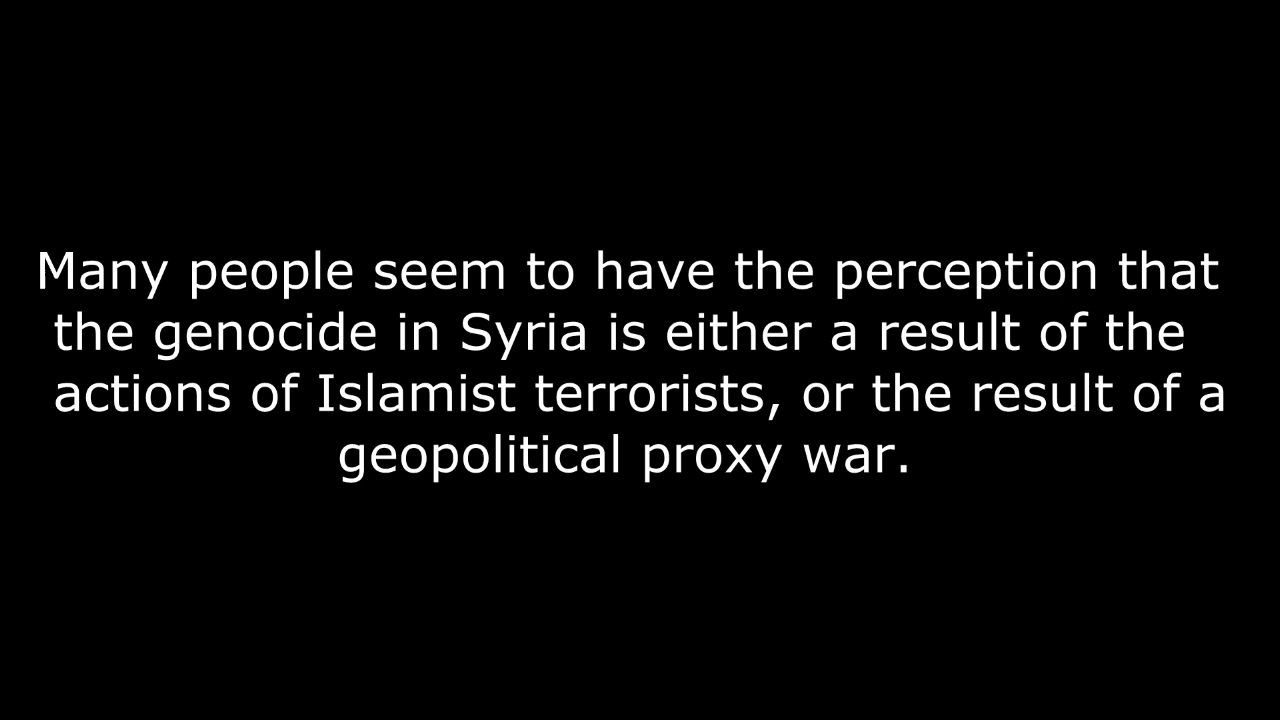 Many people seem to have the perception that
the genocide in Syria is either a result of the
actions of Islamist terrorists, or the result of a
geopolitical proxy war.